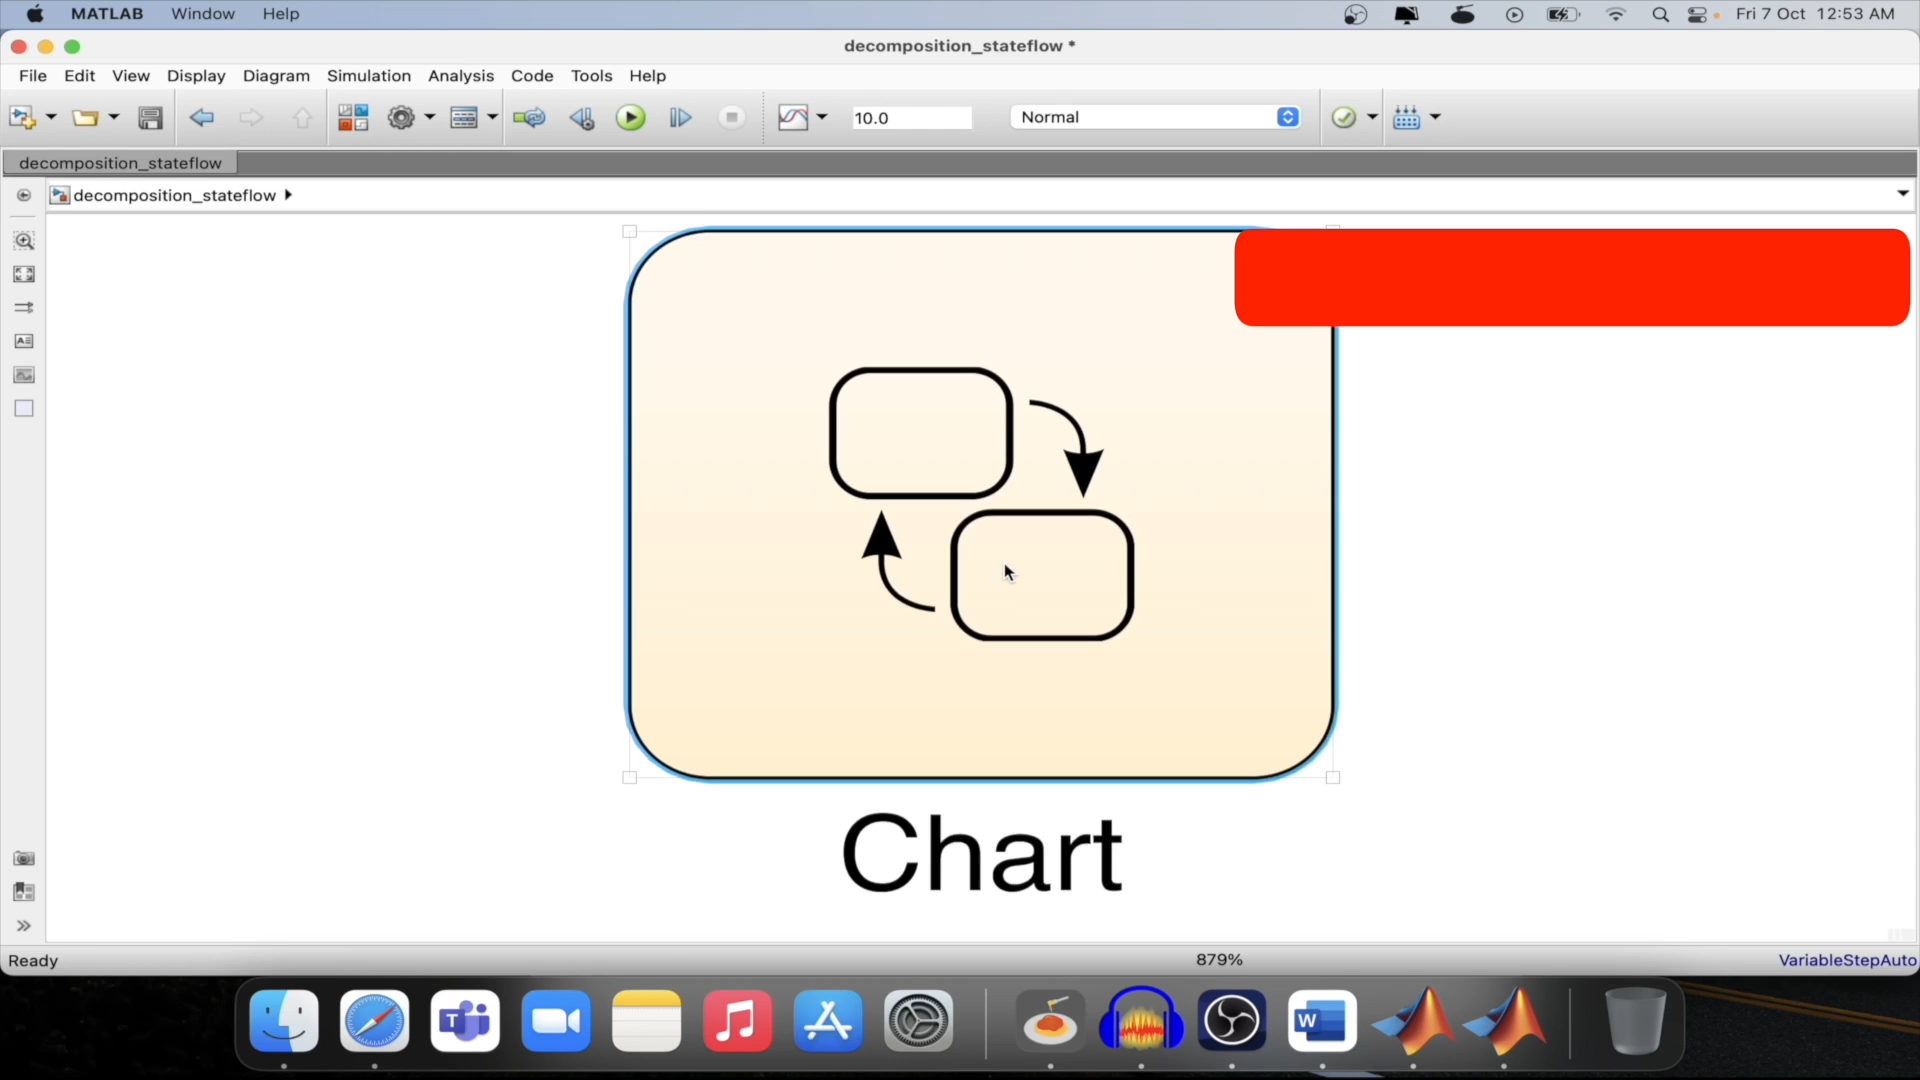 MATLAB Window Help Fri 7 Oct 12:53 AM
decomposition_stateflow *
File Edit View Display Diagram Simulation Analysis Code Tools Help
10.0 Normal
decomposition_stateflow
decomposition_stateflow
Chart
Ready 879% VariableStepAuto